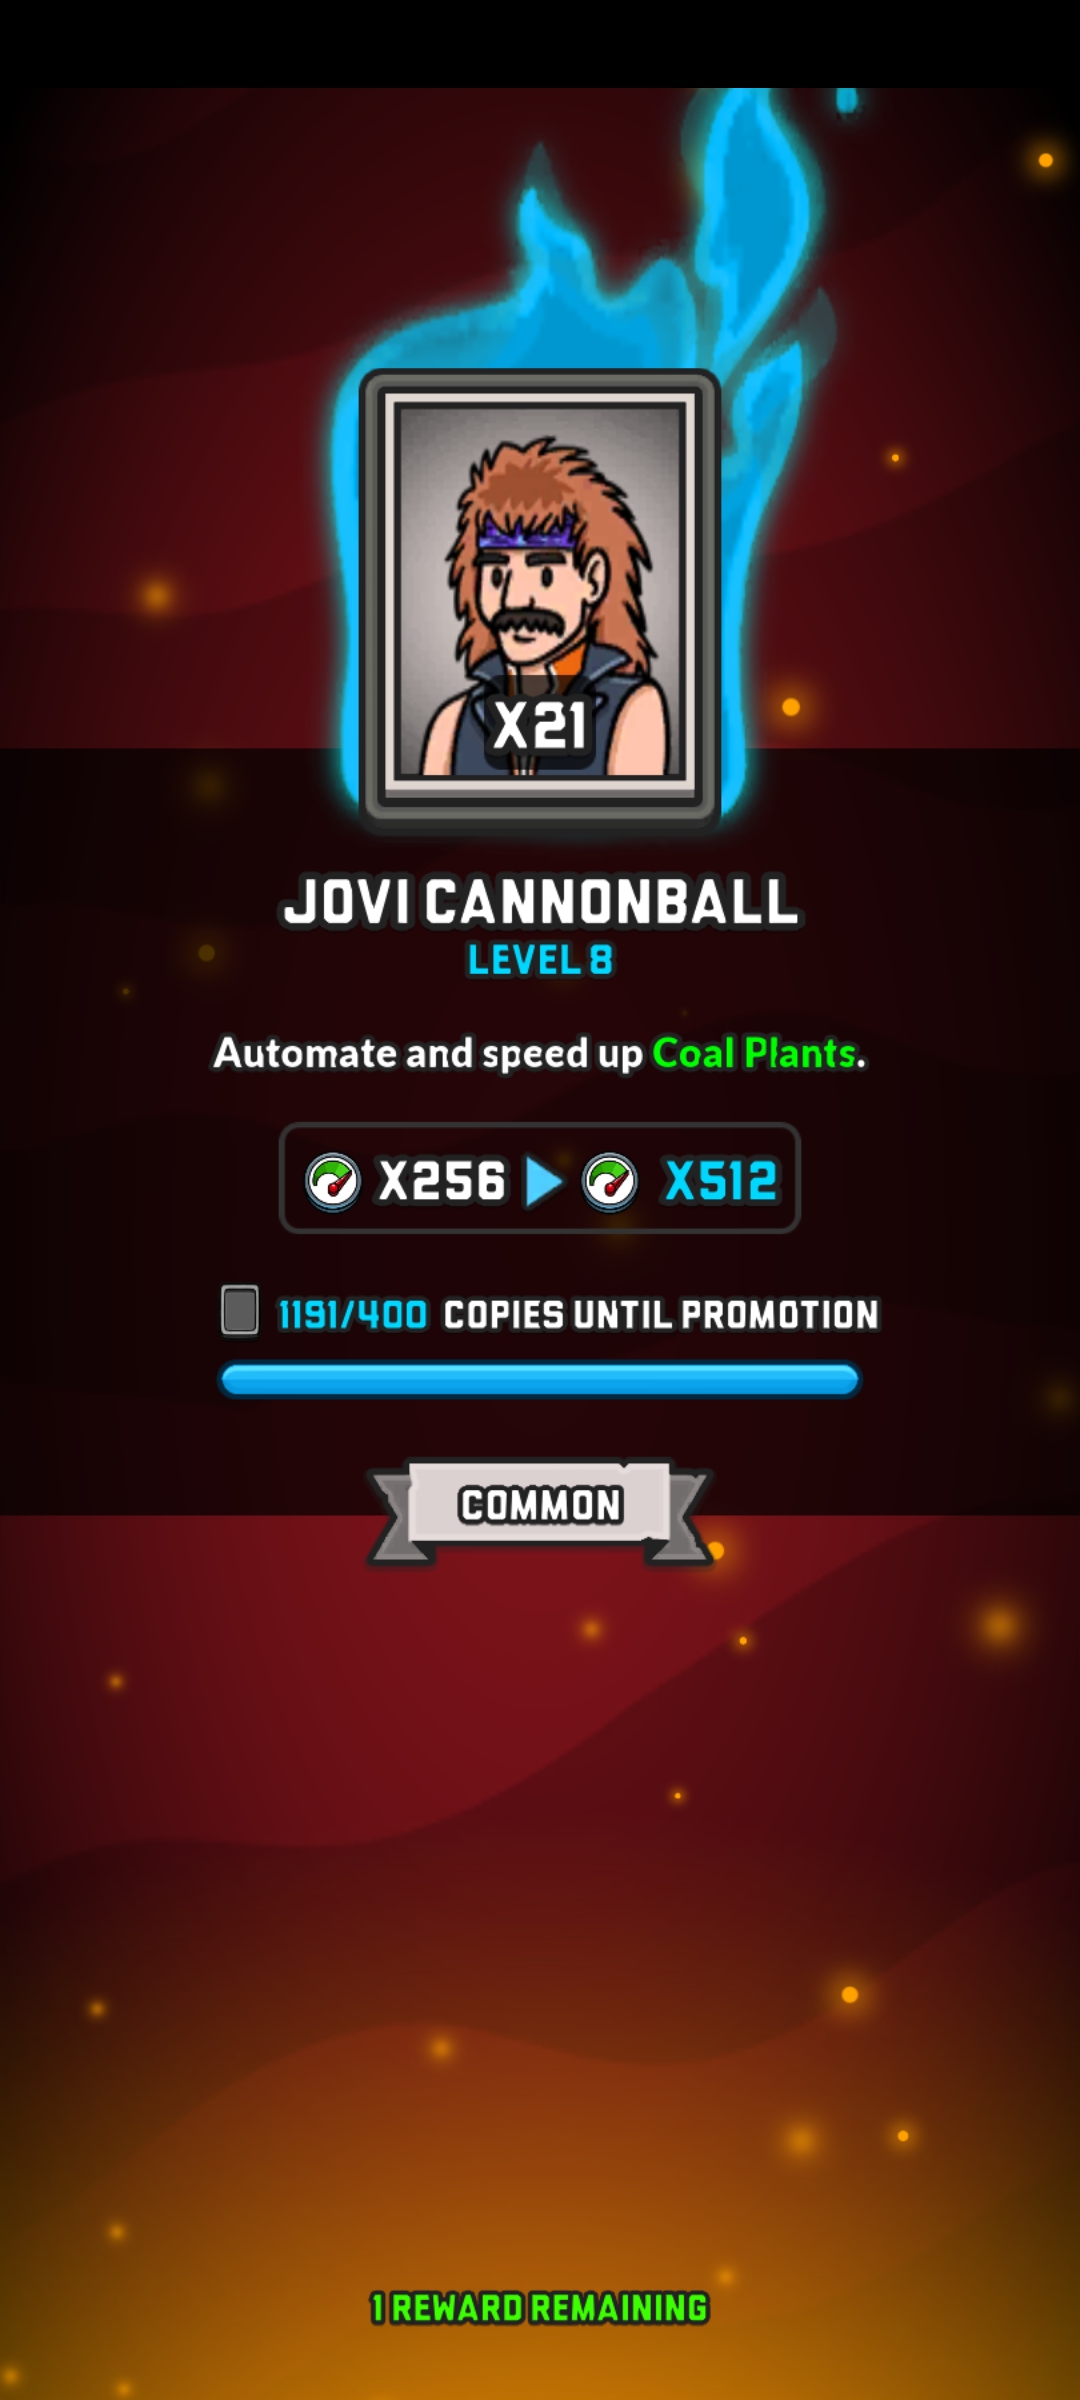 X21
JOVI CANNONBALL
LEVEL 8
Automate and speed up Coal Plants.
X256 X512
1191/400 COPIES UNTIL PROMOTION
COMMON
1 REWARD REMAINING